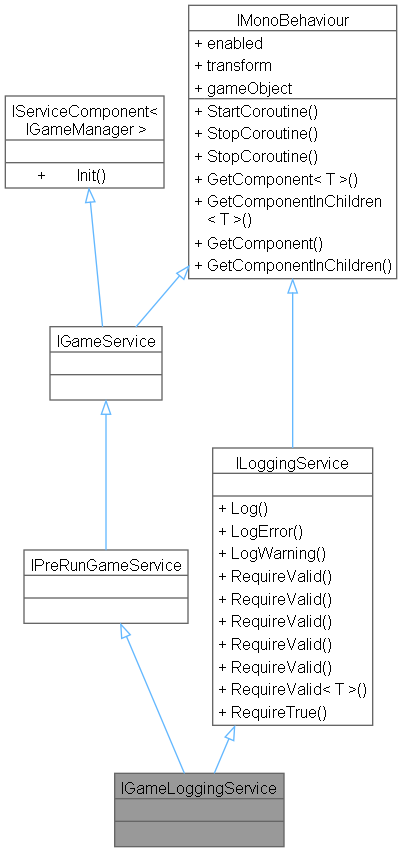 IMonoBehaviour
+ enabled
+ transform
+ gameObject
+ StartCoroutine()
+ StopCoroutine()
+ StopCoroutine()
+ GetComponent< T >()
+ GetComponentInChildren
< T >()
+ GetComponent()
+ GetComponentInChildren()
IServiceComponent<
IGameManager >
+ Init()
IGameService
ILoggingService
+ Log()
+ LogError()
+ LogWarning()
+ RequireValid()
+ RequireValid()
+ RequireValid()
+ RequireValid()
+ RequireValid()
+ RequireValid< T >()
+ RequireTrue()
IPreRunGameService
IGameLoggingService